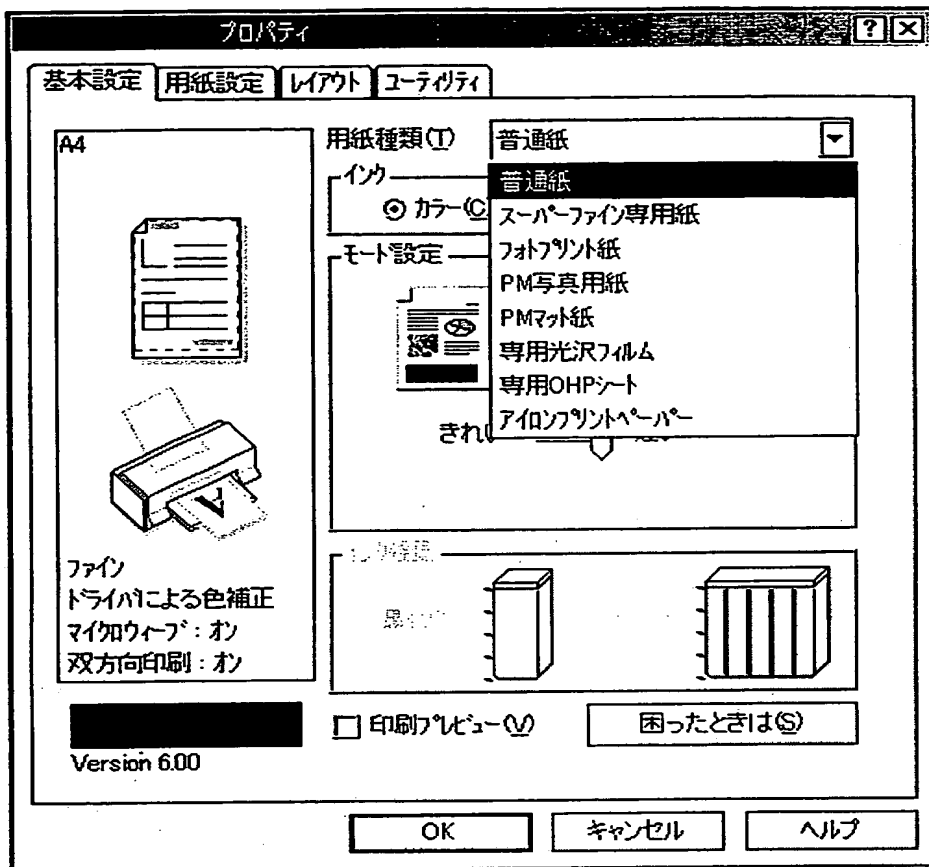 プロパティ
基本設定 用紙設定 レイアウト ユーティリティ
A4
用紙種類(T) 普通紙
普通紙
スーパーファイン専用紙
フォトプリント紙
PM写真用紙
PMマット紙
専用光沢フィルム
専用OHPシート
アイロンプリントペーパー
インク
カラー(C)
モード設定
きれい
ファイン
ドライバによる色補正
マイクロウィーブ：オン
双方向印刷：オン
Version 6.00
印刷プレビュー(V)
困ったときは(S)
OK キャンセル ヘルプ